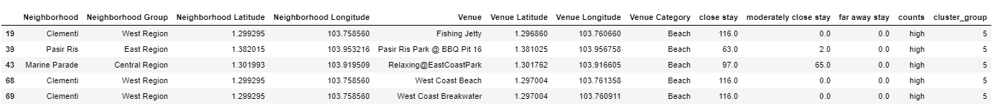 Neighborhood Neighborhood Group Neighborhood Latitude Neighborhood Longitude Venue Venue Latitude Venue Longitude Venue Category close stay moderately close stay far away stay counts cluster_group
19 Clementi West Region 1.299295 103.758560 Fishing Jetty 1.296860 103.760660 Beach 116.0 0.0 0.0 high 5
39 Pasir Ris East Region 1.382015 103.953216 Pasir Ris Park @ BBQ Pit 16 1.381025 103.956758 Beach 63.0 2.0 0.0 high 5
43 Marine Parade Central Region 1.301993 103.919509 Relaxing@EastCoastPark 1.301762 103.916605 Beach 97.0 65.0 0.0 high 5
68 Clementi West Region 1.299295 103.758560 West Coast Beach 1.297004 103.761358 Beach 116.0 0.0 0.0 high 5
69 Clementi West Region 1.299295 103.758560 West Coast Breakwater 1.297004 103.760911 Beach 116.0 0.0 0.0 high 5